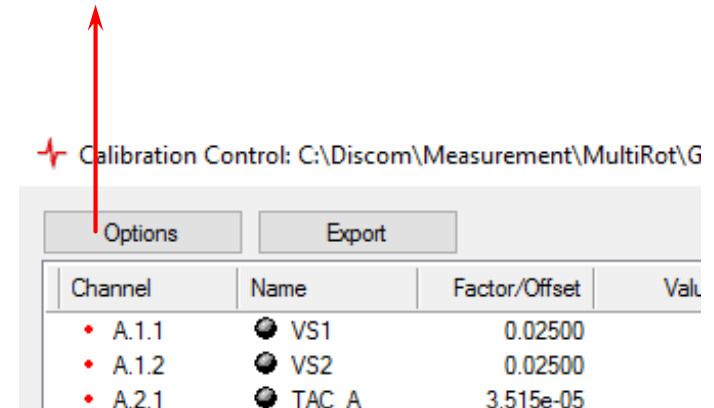 Calibration Control: C:\Discom\Measurement\MultiRot\G
Options Export
Channel Name Factor/Offset Valu
A.1.1 VS1 0.02500
A.1.2 VS2 0.02500
A.2.1 TAC_A 3.515e-05